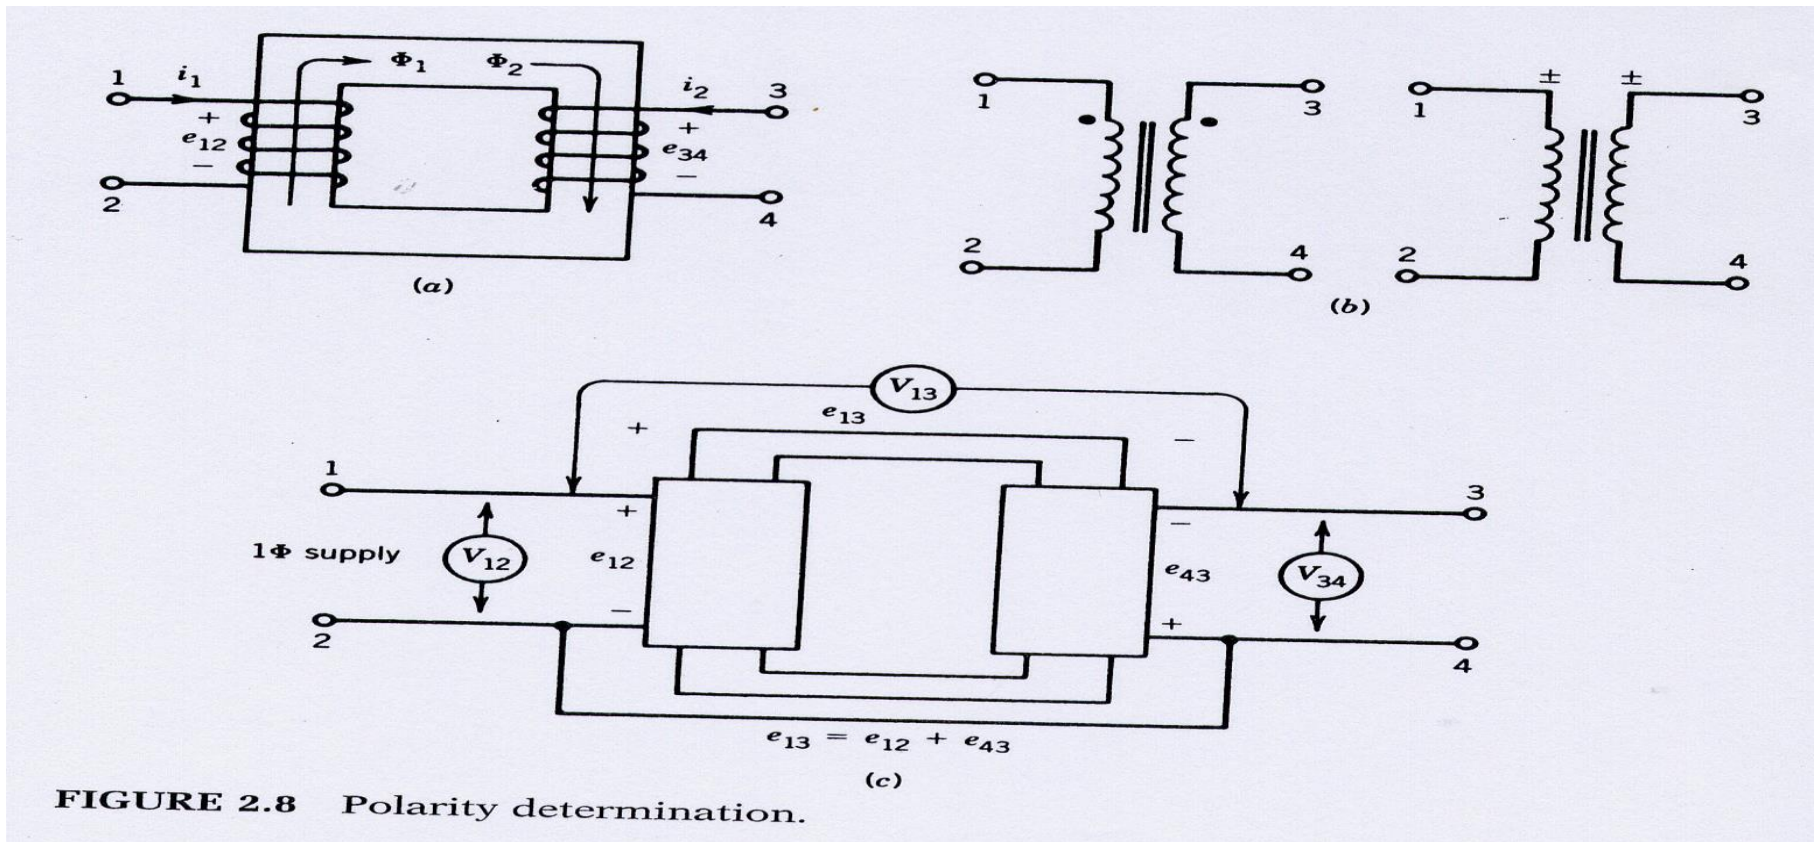 1 i₁ Φ₁ Φ₂ i₂ 3
+ e₁₂ −
+ e₃₄ −
2 4
(a)
1 3
2 4
± ±
1 3
2 4
(b)
V₁₃
+ e₁₃ −
1 3
+ −
1Φ supply V₁₂ e₁₂ e₄₃ V₃₄
− +
2 4
e₁₃ = e₁₂ + e₄₃
(c)
FIGURE 2.8 Polarity determination.